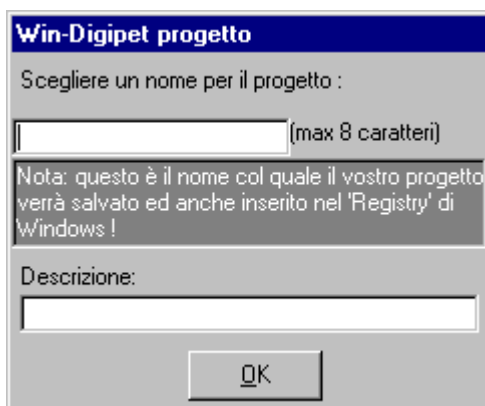 Win-Digipet progetto
Scegliere un nome per il progetto :
(max 8 caratteri)
Nota: questo è il nome col quale il vostro progetto
verrà salvato ed anche inserito nel 'Registry' di
Windows !
Descrizione:
OK